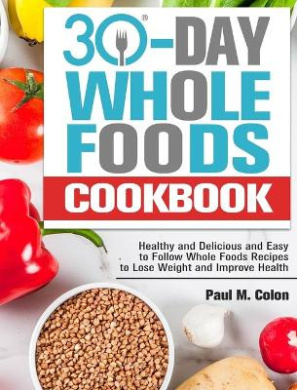 30®-DAY
WHOLE
FOODS
COOKBOOK
Healthy and Delicious and Easy
to Follow Whole Foods Recipes
to Lose Weight and Improve Health
Paul M. Colon